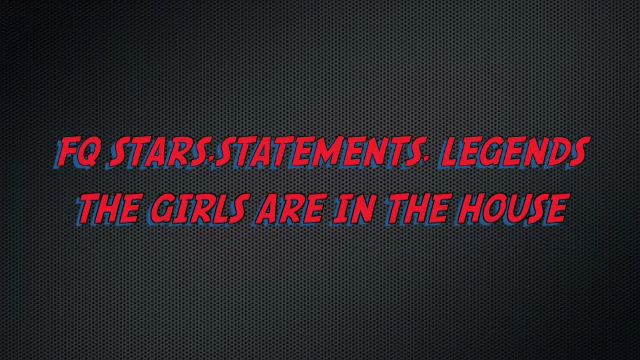 FQ STARS.STATEMENTS. LEGENDS
THE GIRLS ARE IN THE HOUSE